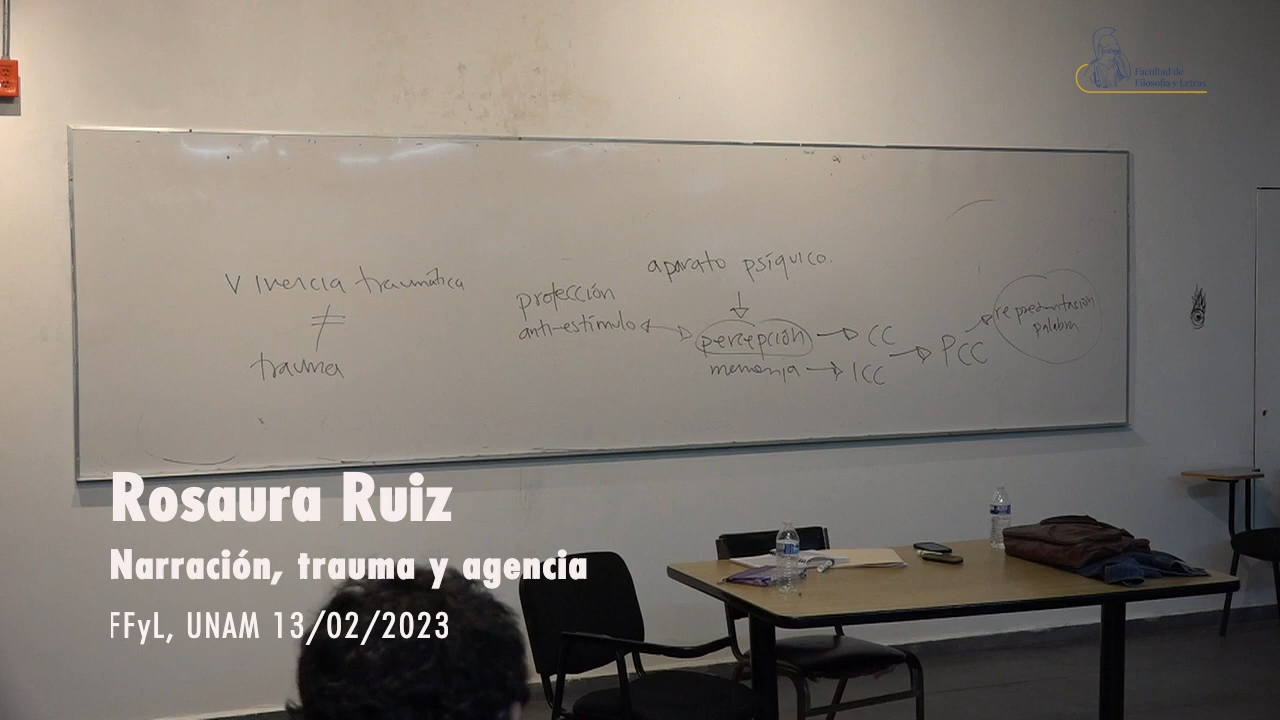 Facultad de
Filosofía y Letras
Vivencia traumática
≠
trauma
protección
anti-estímulo
aparato psíquico.
percepción → CC
memoria → ICC
→ PCC
representación
palabra
Rosaura Ruiz
Narración, trauma y agencia
FFyL, UNAM 13/02/2023